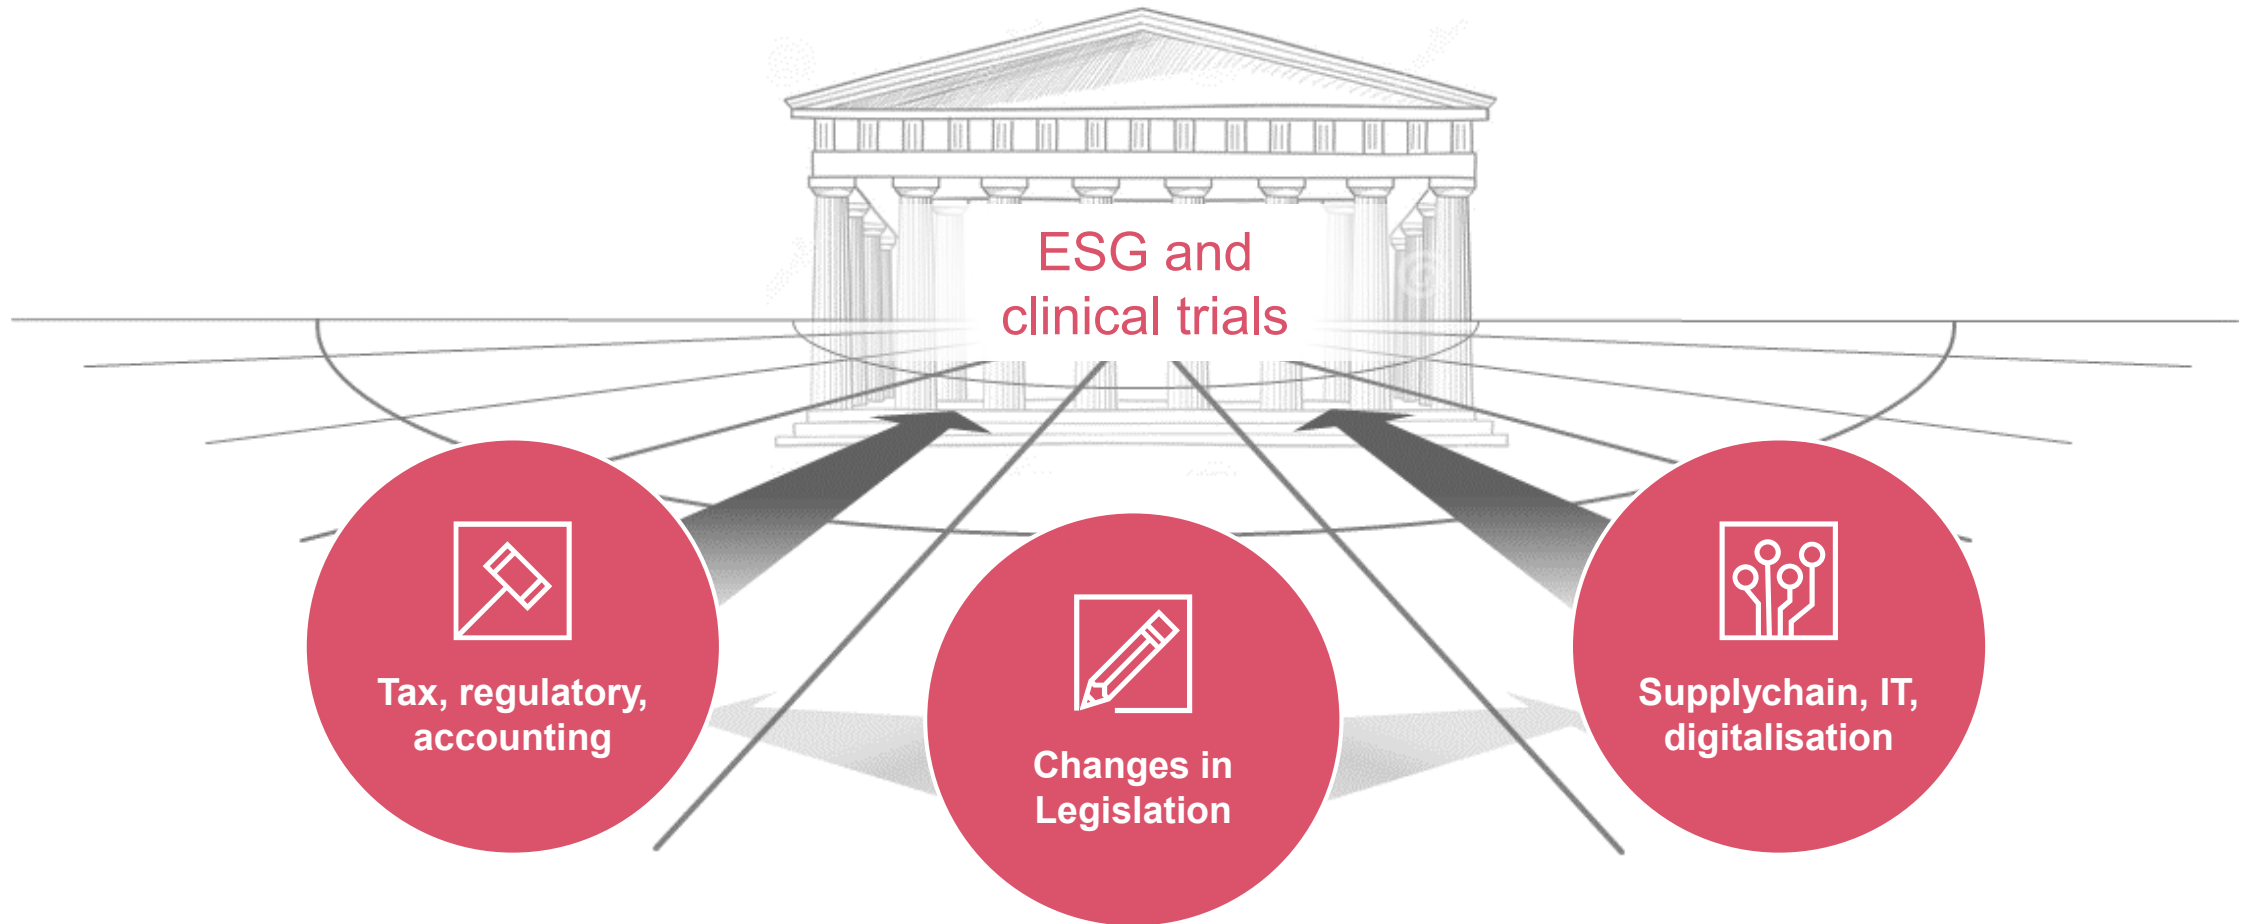 ESG and
clinical trials
Tax, regulatory,
accounting
Changes in
Legislation
Supplychain, IT,
digitalisation